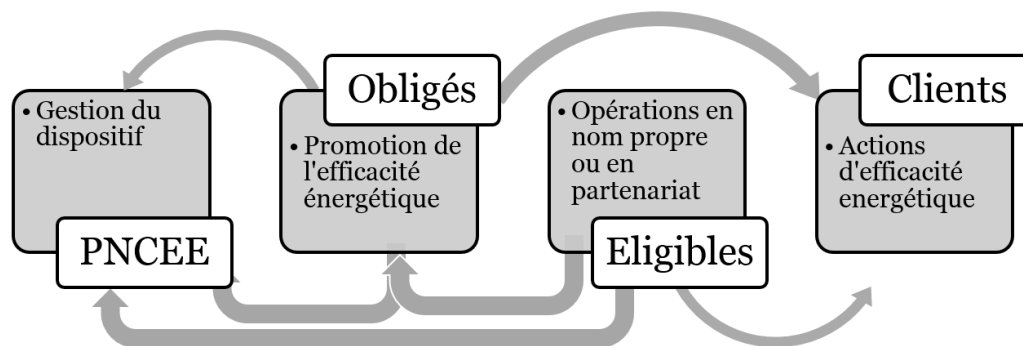 • Gestion du
dispositif
PNCEE
Obligés
• Promotion de
l'efficacité
énergétique
• Opérations en
nom propre
ou en
partenariat
Eligibles
Clients
• Actions
d'efficacité
energétique